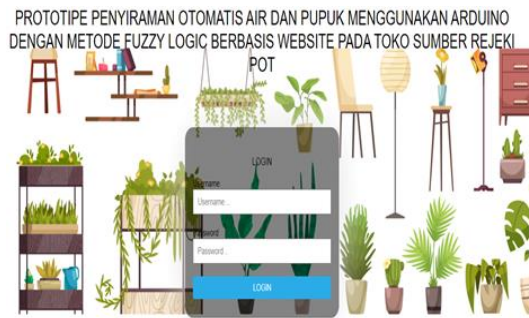 PROTOTIPE PENYIRAMAN OTOMATIS AIR DAN PUPUK MENGGUNAKAN ARDUINO
DENGAN METODE FUZZY LOGIC BERBASIS WEBSITE PADA TOKO SUMBER REJEKI
POT
LOGIN
Username
Username...
Password
Password...
LOGIN